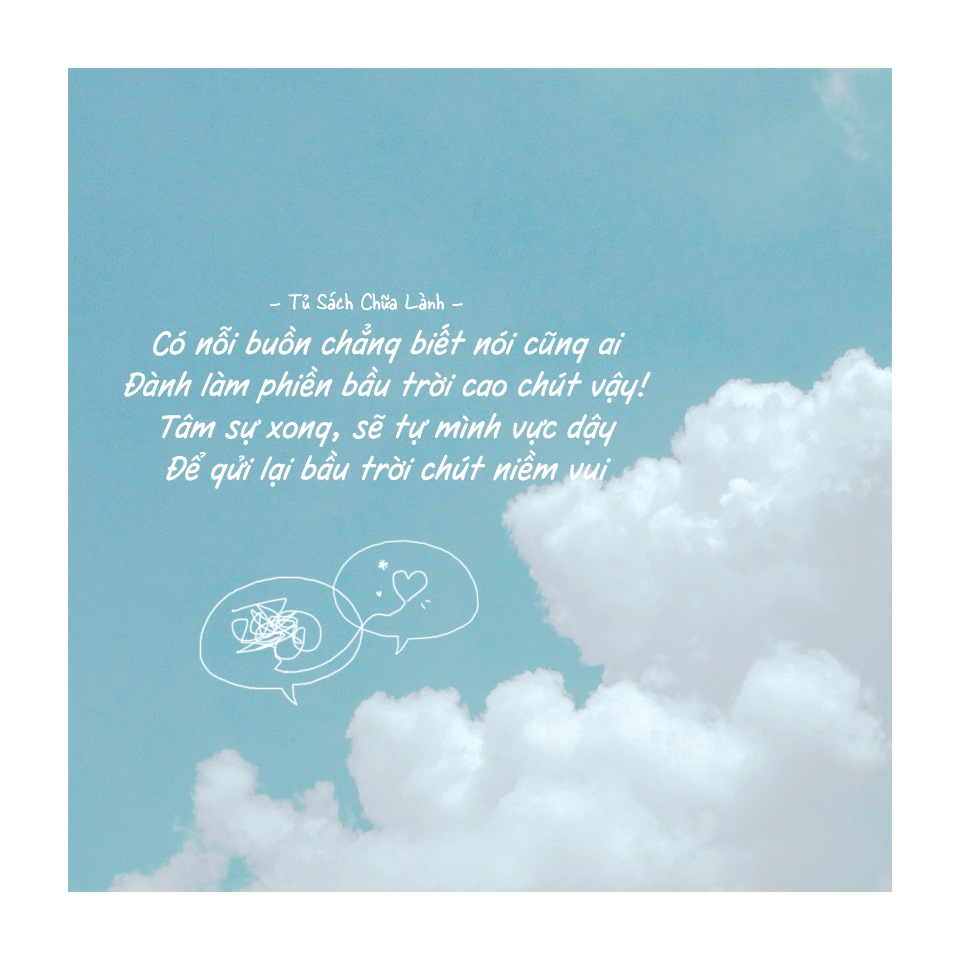 – Tủ Sách Chữa Lành –
Có nỗi buồn chẳng biết nói cũng ai
Đành làm phiền bầu trời cao chút vậy!
Tâm sự xong, sẽ tự mình vực dậy
Để gửi lại bầu trời chút niềm vui